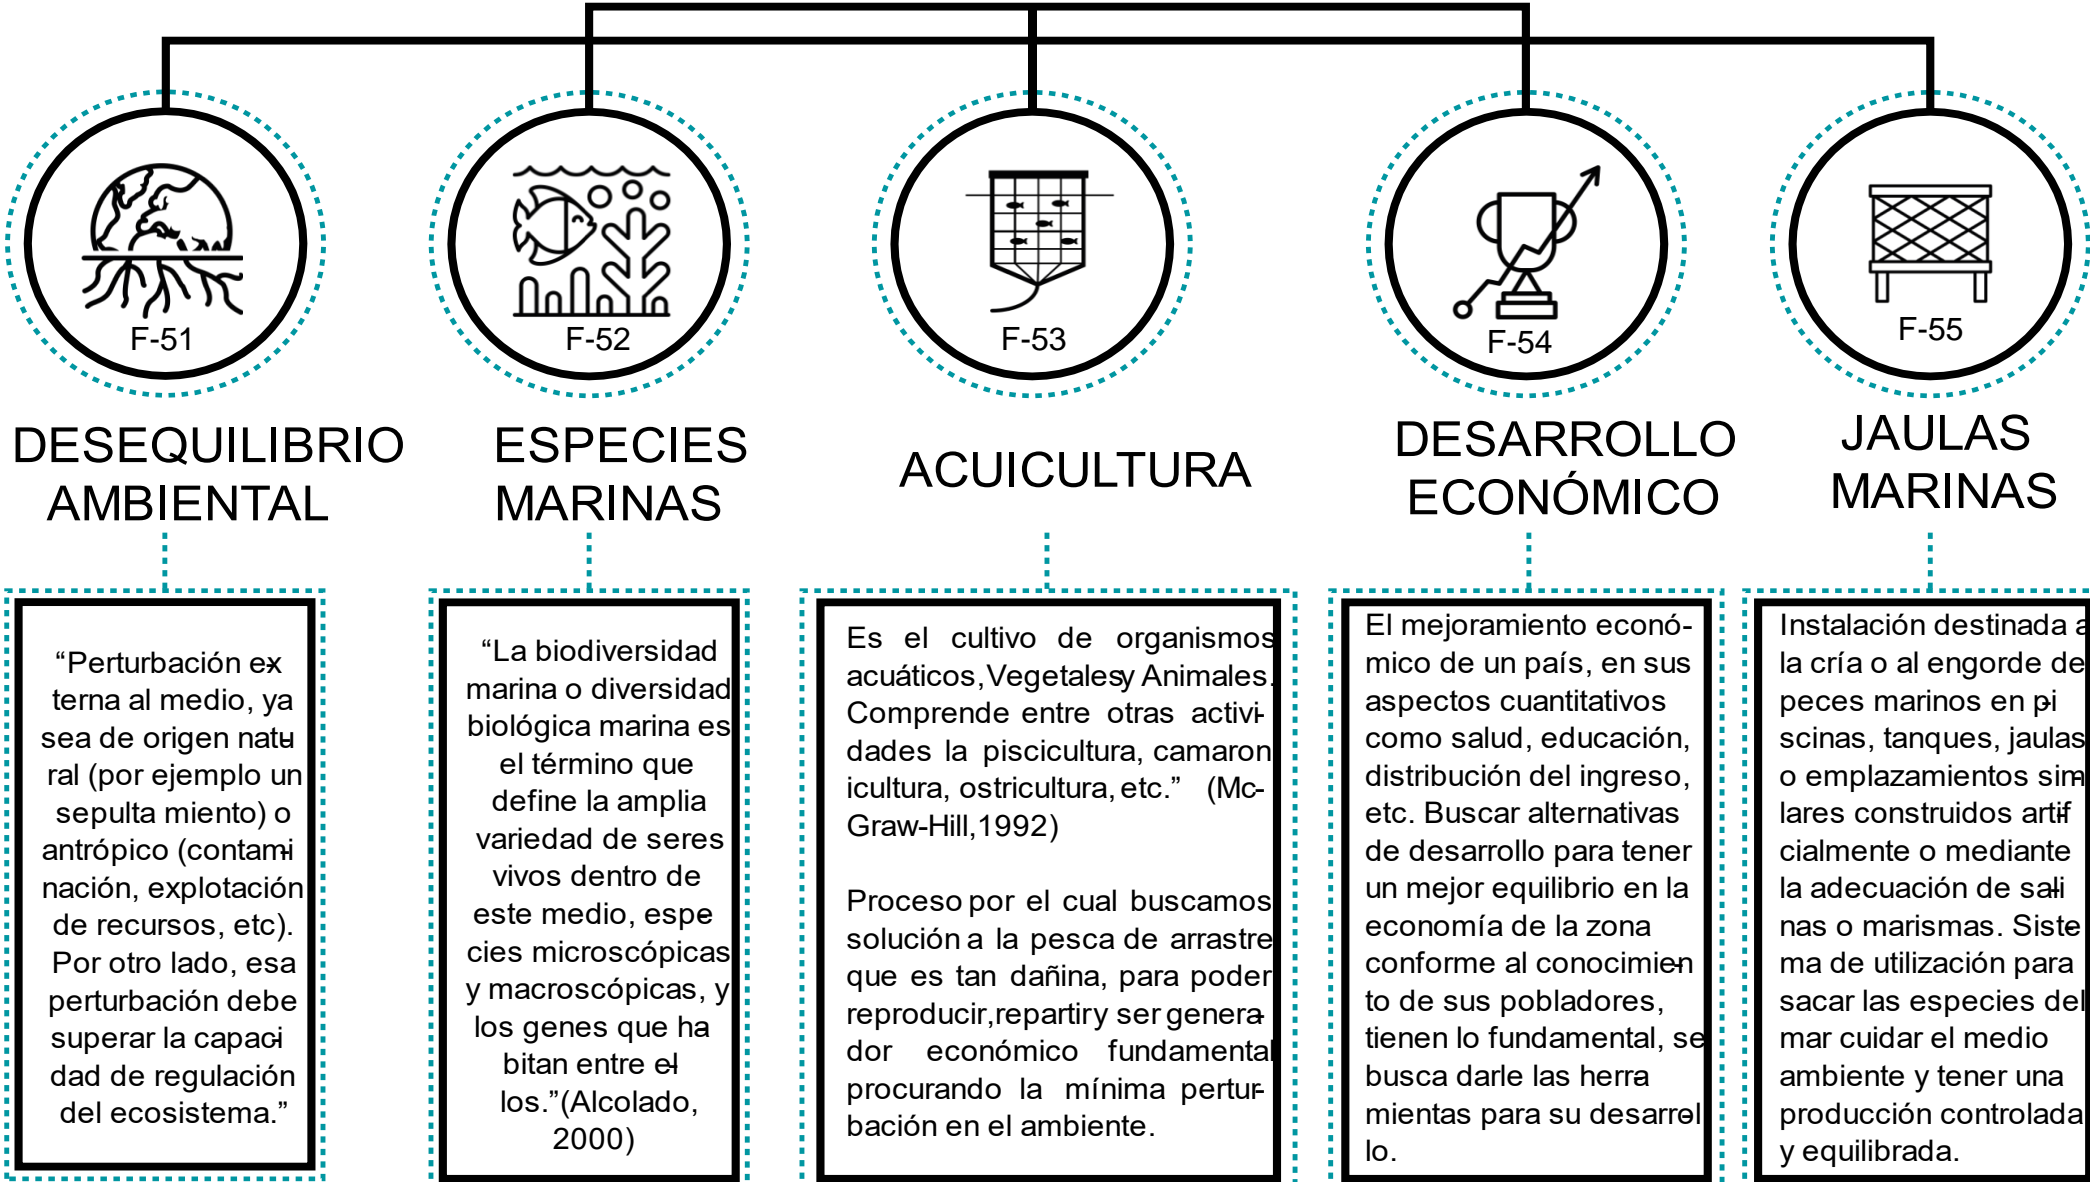 F-51
DESEQUILIBRIO
AMBIENTAL
“Perturbación ex-
terna al medio, ya
sea de origen natu-
ral (por ejemplo un
sepulta miento) o
antrópico (contami-
nación, explotación
de recursos, etc).
Por otro lado, esa
perturbación debe
superar la capaci-
dad de regulación
del ecosistema.”
F-52
ESPECIES
MARINAS
“La biodiversidad
marina o diversidad
biológica marina es
el término que
define la amplia
variedad de seres
vivos dentro de
este medio, espe-
cies microscópicas
y macroscópicas, y
los genes que ha-
bitan entre el-
los.”(Alcolado,
2000)
F-53
ACUICULTURA
Es el cultivo de organismos
acuáticos,Vegetalesy Animales.
Comprende entre otras activi-
dades la piscicultura, camaron
icultura, ostricultura, etc.” (Mc-
Graw-Hill,1992)
Proceso por el cual buscamos
solución a la pesca de arrastre
que es tan dañina, para poder
reproducir,repartiry ser genera-
dor económico fundamental
procurando la mínima pertur-
bación en el ambiente.
F-54
DESARROLLO
ECONÓMICO
El mejoramiento econó-
mico de un país, en sus
aspectos cuantitativos
como salud, educación,
distribución del ingreso,
etc. Buscar alternativas
de desarrollo para tener
un mejor equilibrio en la
economía de la zona
conforme al conocimien-
to de sus pobladores,
tienen lo fundamental, se
busca darle las herra-
mientas para su desarrol-
lo.
F-55
JAULAS
MARINAS
Instalación destinada a
la cría o al engorde de
peces marinos en pi-
scinas, tanques, jaulas
o emplazamientos simi-
lares construidos artifi-
cialmente o mediante
la adecuación de sali-
nas o marismas. Siste-
ma de utilización para
sacar las especies del
mar cuidar el medio
ambiente y tener una
producción controlada
y equilibrada.